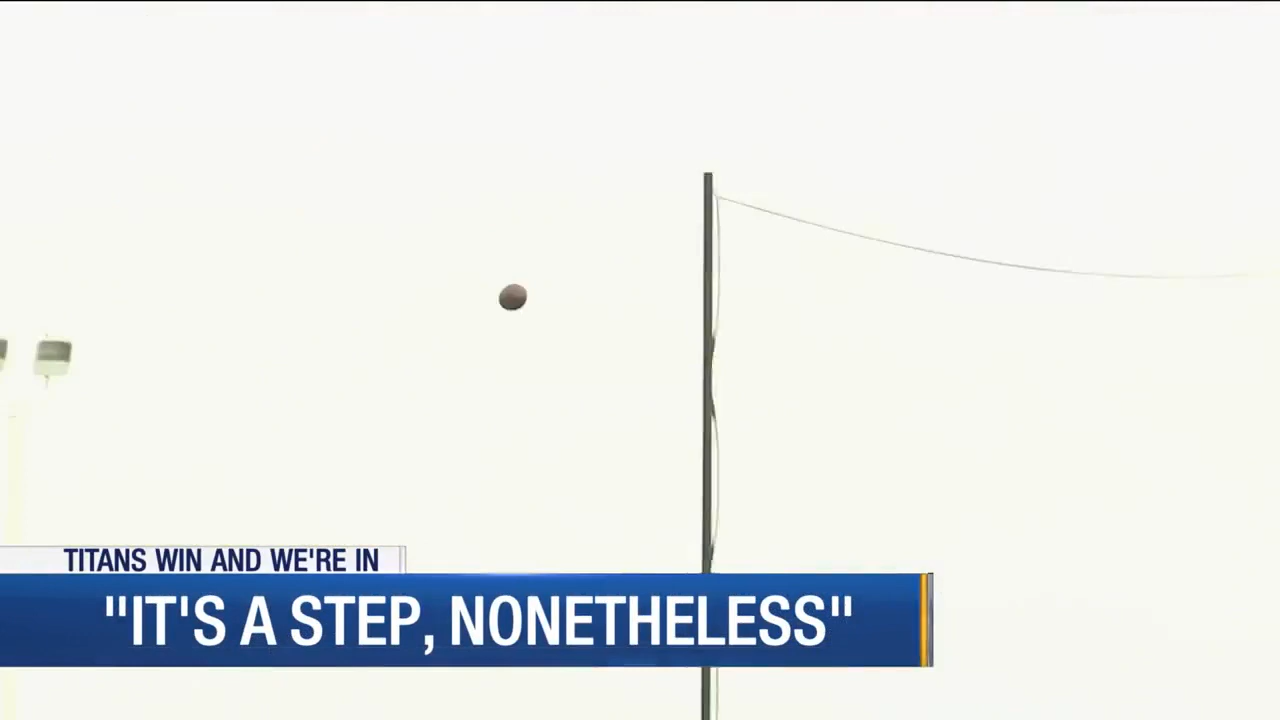 TITANS WIN AND WE'RE IN
"IT'S A STEP, NONETHELESS"